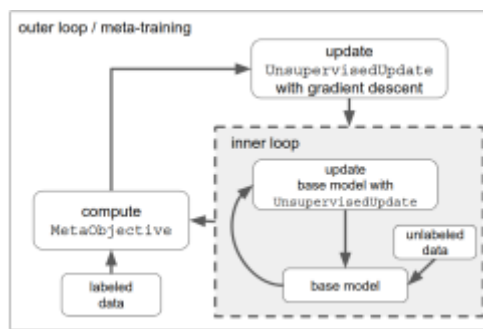 outer loop / meta-training
update
UnsupervisedUpdate
with gradient descent
inner loop
update
base model with
UnsupervisedUpdate
compute
MetaObjective
unlabeled
data
labeled
data
base model